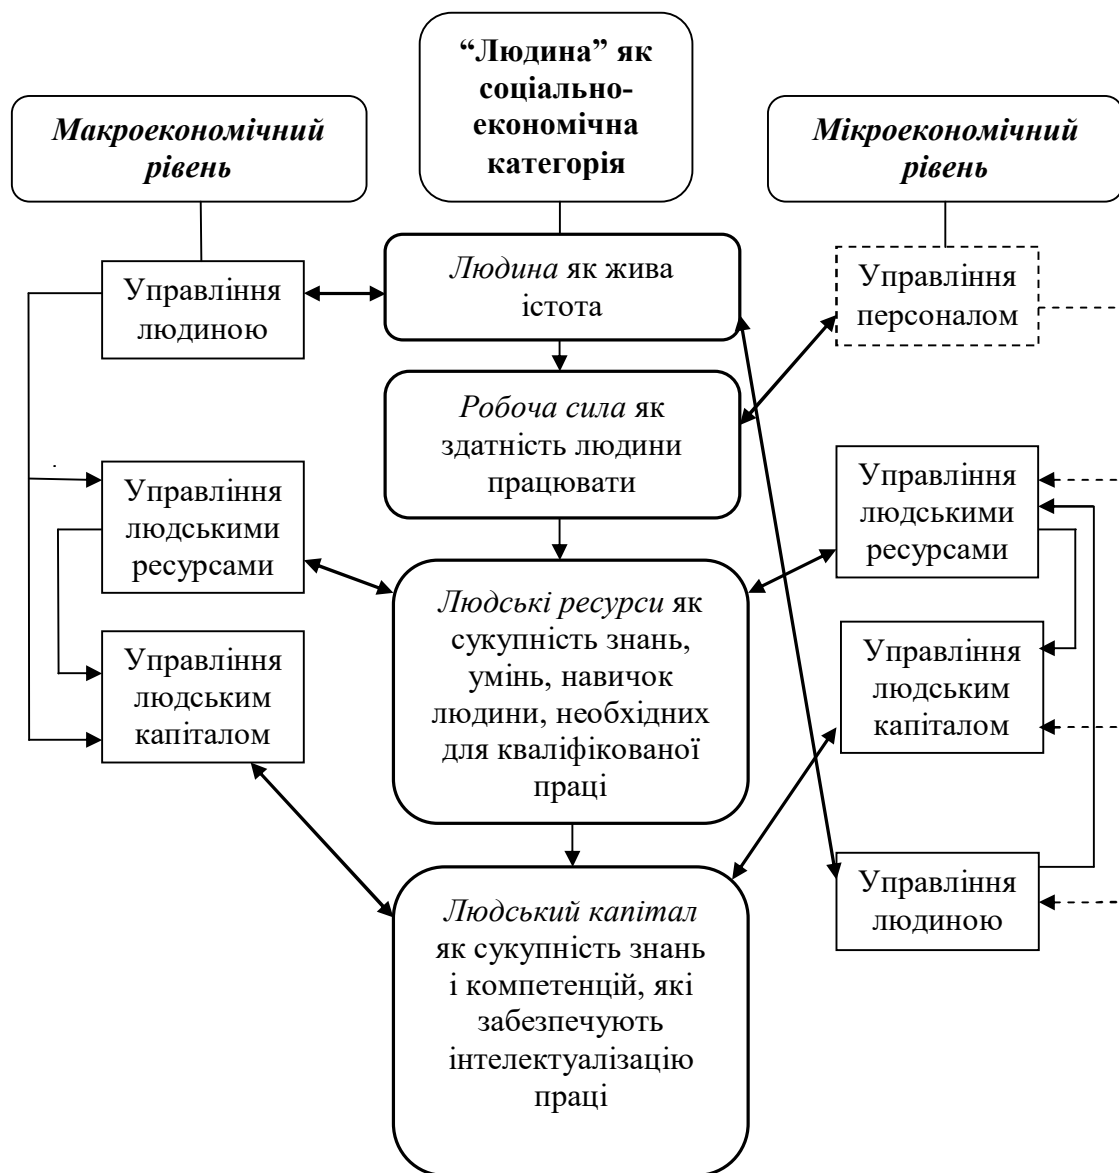 “Людина” як
соціально-
економічна
категорія
Макроекономічний
рівень
Мікроекономічний
рівень
Управління
людиною
Людина як жива
істота
Управління
персоналом
Робоча сила як
здатність людини
працювати
Управління
людськими
ресурсами
Управління
людськими
ресурсами
Людські ресурси як
сукупність знань,
умінь, навичок
людини, необхідних
для кваліфікованої
праці
Управління
людським
капіталом
Управління
людським
капіталом
Людський капітал
як сукупність знань
і компетенцій, які
забезпечують
інтелектуалізацію
праці
Управління
людиною